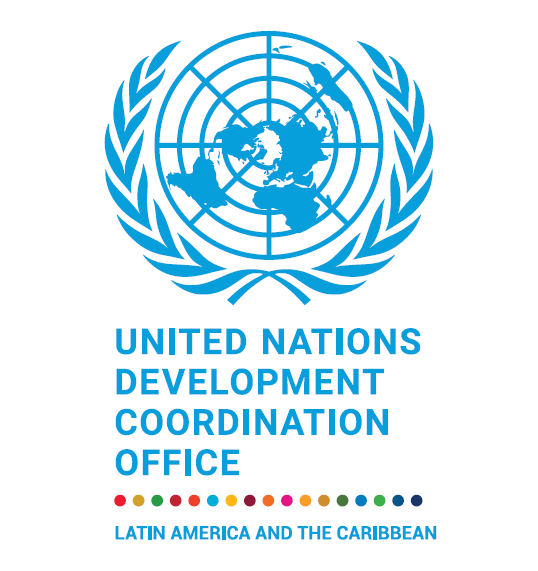 UNITED NATIONS
DEVELOPMENT
COORDINATION
OFFICE
LATIN AMERICA AND THE CARIBBEAN